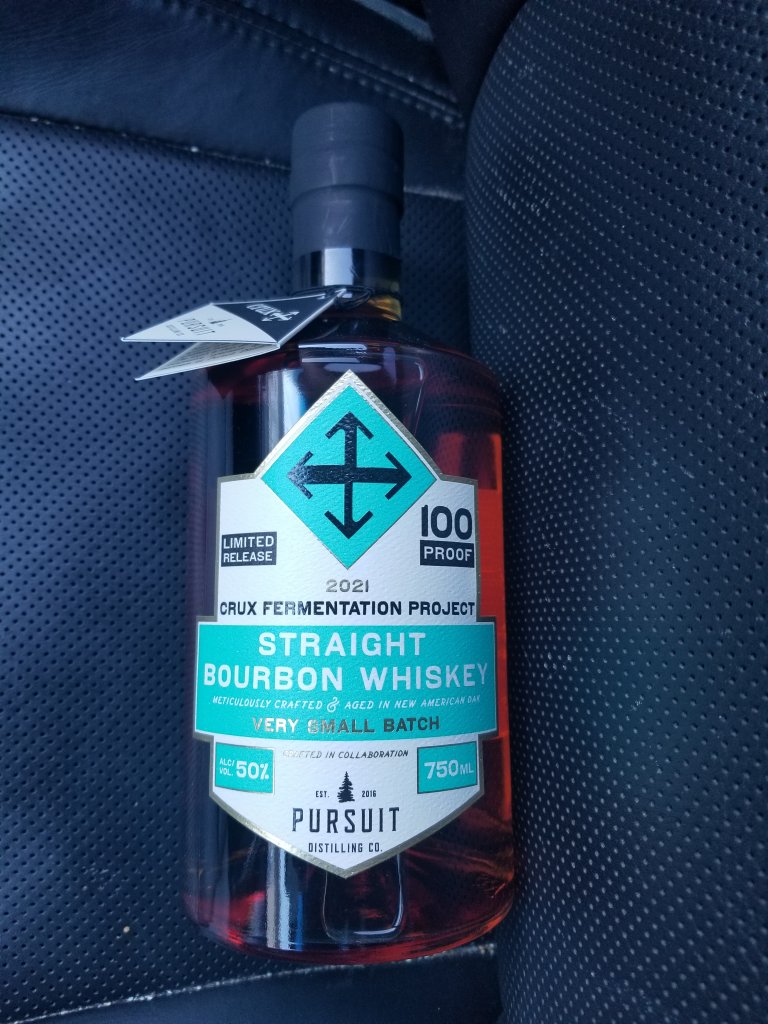 PURSUIT
LIMITED
RELEASE
100
PROOF
2021
CRUX FERMENTATION PROJECT
STRAIGHT
BOURBON WHISKEY
METICULOUSLY CRAFTED & AGED IN NEW AMERICAN OAK
VERY SMALL BATCH
CRAFTED IN COLLABORATION
ALC/
VOL. 50%
750ML
EST. 2016
PURSUIT
DISTILLING CO.